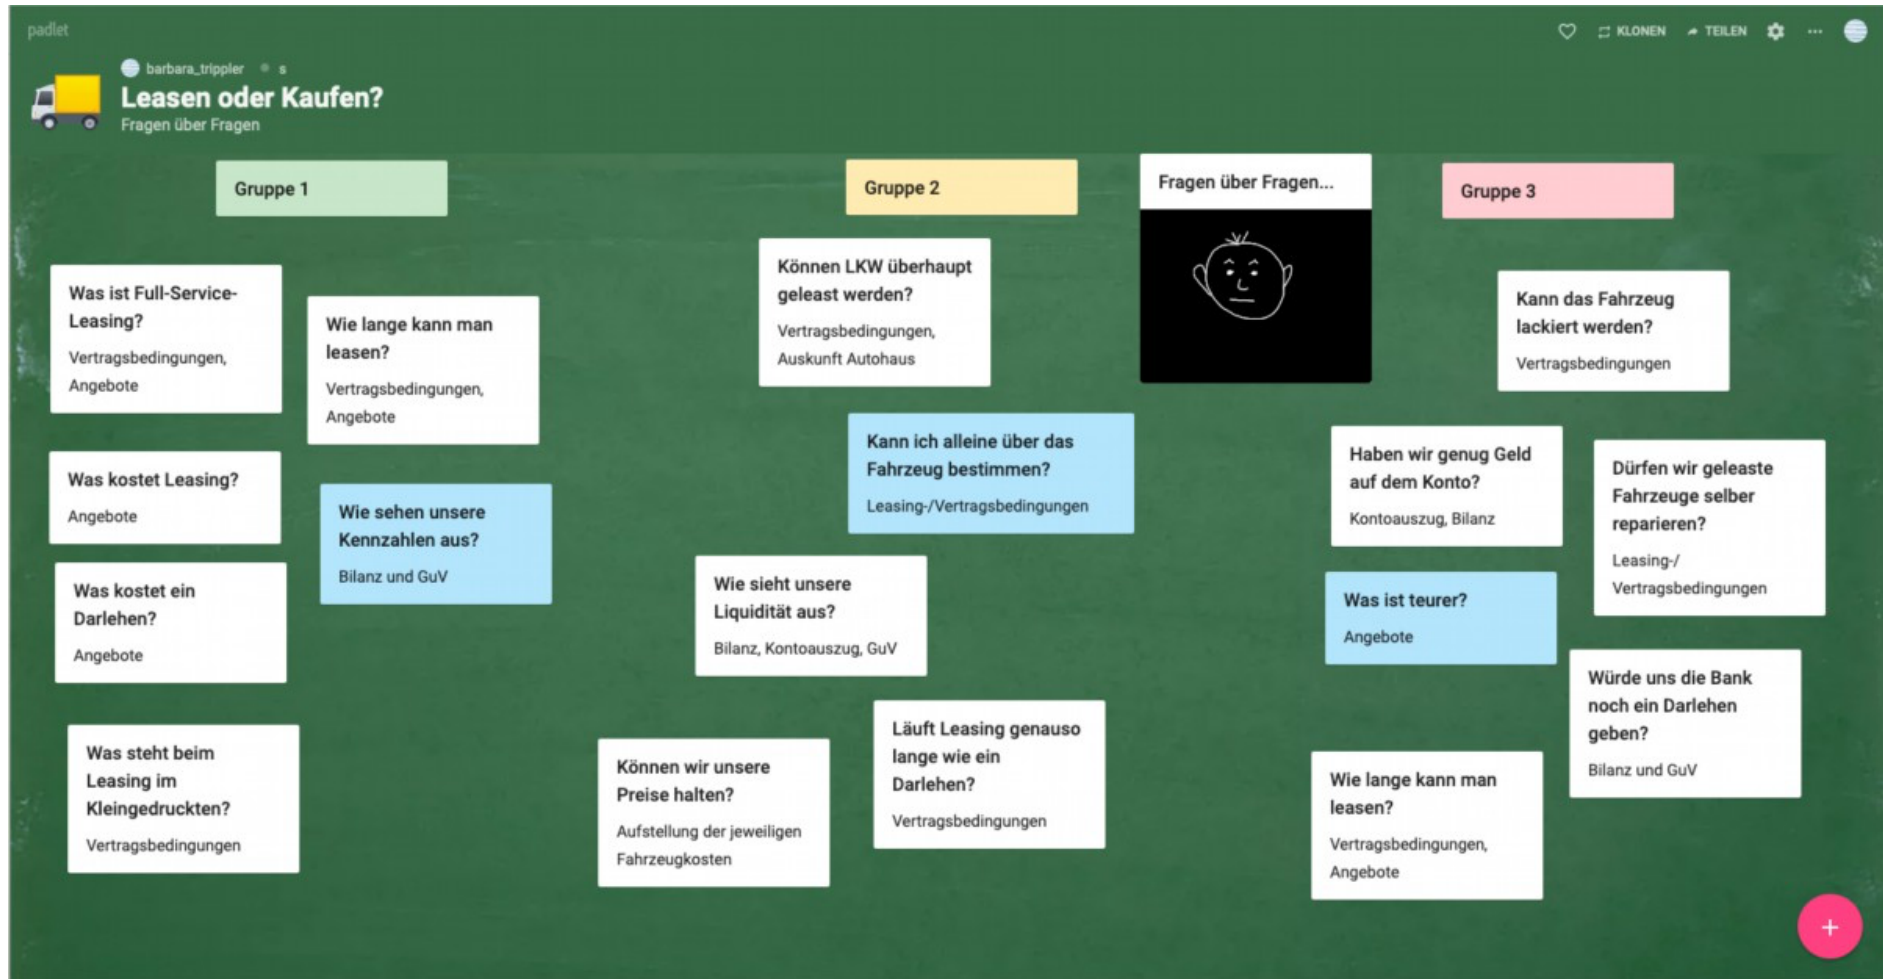 padlet
KLONEN
TEILEN
barbara_trippler
s
Leasen oder Kaufen?
Fragen über Fragen
Gruppe 1
Was ist Full-Service-
Leasing?
Vertragsbedingungen,
Angebote
Wie lange kann man
leasen?
Vertragsbedingungen,
Angebote
Was kostet Leasing?
Angebote
Wie sehen unsere
Kennzahlen aus?
Bilanz und GuV
Was kostet ein
Darlehen?
Angebote
Was steht beim
Leasing im
Kleingedruckten?
Vertragsbedingungen
Gruppe 2
Können LKW überhaupt
geleast werden?
Vertragsbedingungen,
Auskunft Autohaus
Kann ich alleine über das
Fahrzeug bestimmen?
Leasing-/Vertragsbedingungen
Wie sieht unsere
Liquidität aus?
Bilanz, Kontoauszug, GuV
Können wir unsere
Preise halten?
Aufstellung der jeweiligen
Fahrzeugkosten
Läuft Leasing genauso
lange wie ein
Darlehen?
Vertragsbedingungen
Fragen über Fragen...
Gruppe 3
Kann das Fahrzeug
lackiert werden?
Vertragsbedingungen
Haben wir genug Geld
auf dem Konto?
Kontoauszug, Bilanz
Dürfen wir geleaste
Fahrzeuge selber
reparieren?
Leasing-/
Vertragsbedingungen
Was ist teurer?
Angebote
Würde uns die Bank
noch ein Darlehen
geben?
Bilanz und GuV
Wie lange kann man
leasen?
Vertragsbedingungen,
Angebote